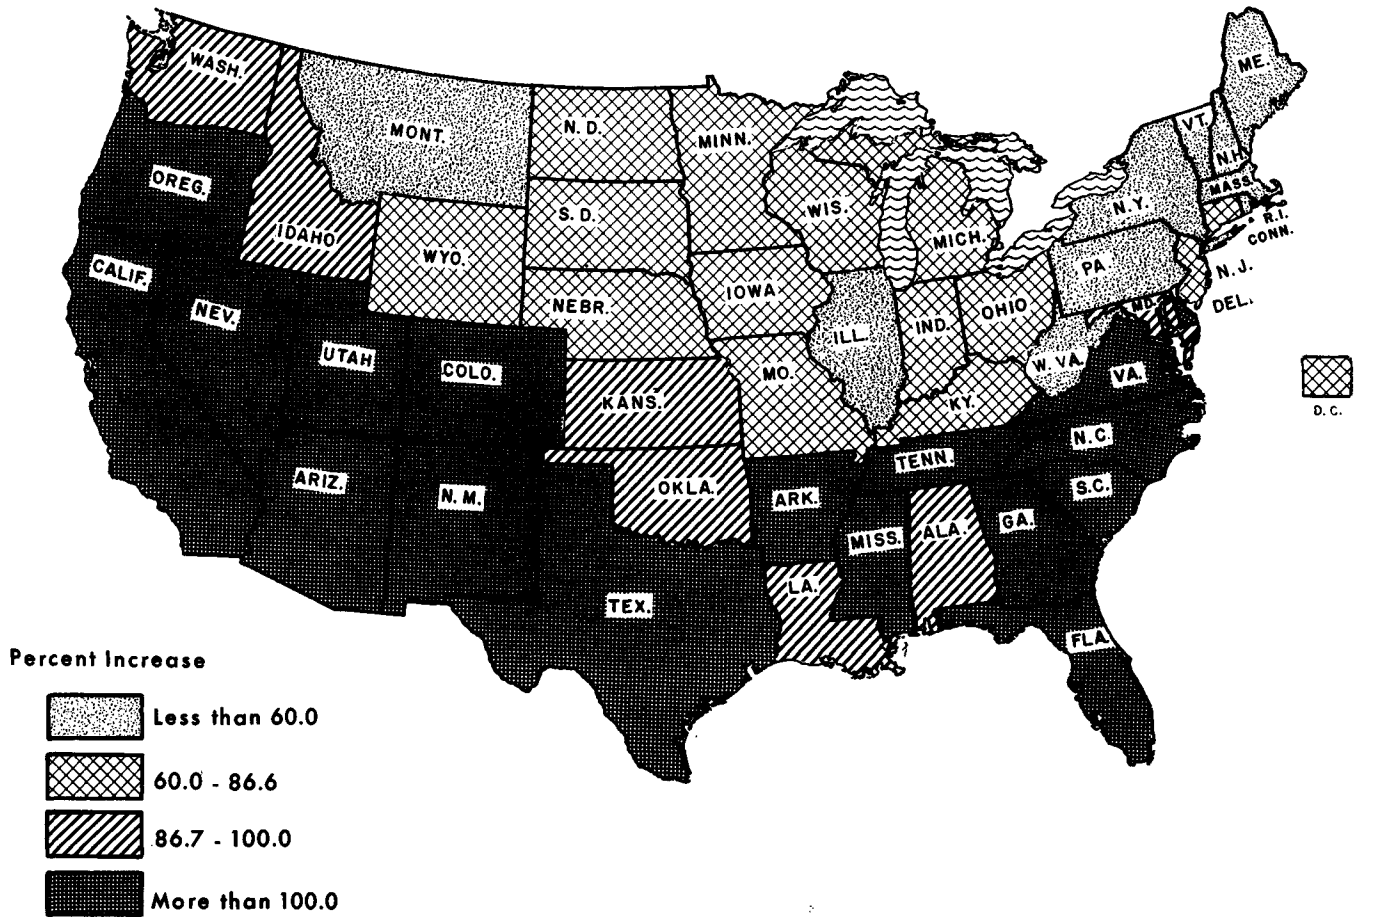 WASH.
MONT.
N. D.
MINN.
ME.
VT.
N.H.
MASS.
R.I.
CONN.
OREG.
IDAHO
WYO.
S.D.
WIS.
MICH.
N.Y.
CALIF.
NEV.
UTAH
COLO.
NEBR.
IOWA
ILL.
IND.
OHIO
PA.
N. J.
DEL.
MD.
W. VA.
VA.
D. C.
KANS.
MO.
KY.
ARIZ.
N. M.
OKLA.
ARK.
TENN.
N.C.
S.C.
MISS.
ALA.
GA.
LA.
TEX.
FLA.
Percent Increase
Less than 60.0
60.0 - 86.6
86.7 - 100.0
More than 100.0